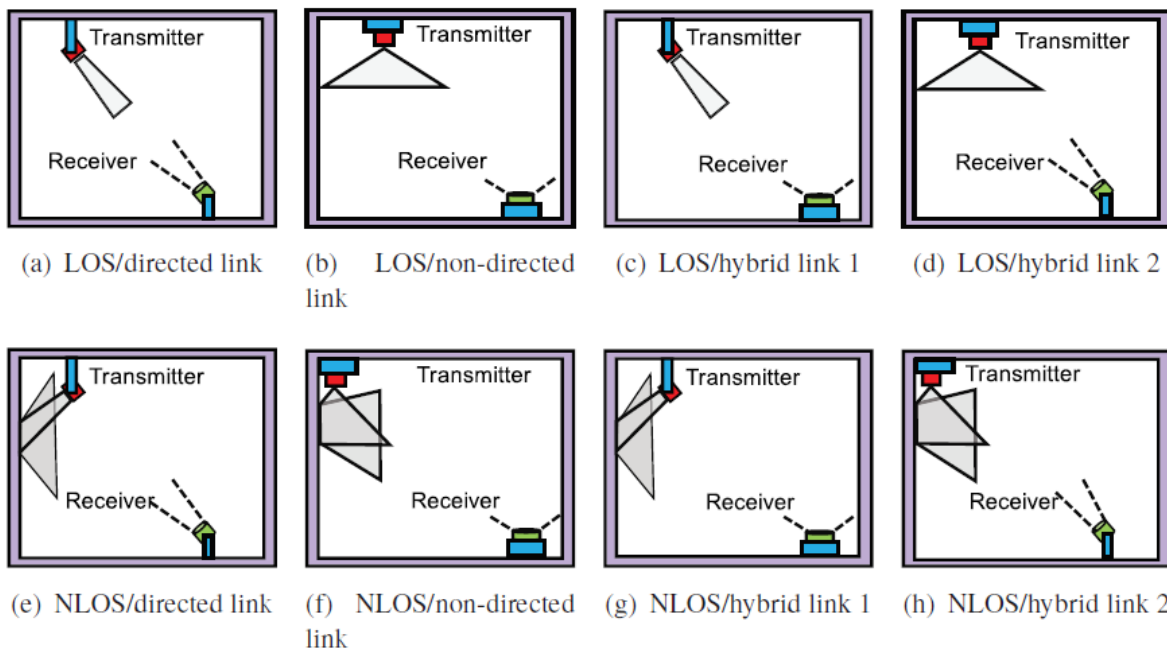 Transmitter
Receiver
(a) LOS/directed link
Transmitter
Receiver
(b) LOS/non-directed
link
Transmitter
Receiver
(c) LOS/hybrid link 1
Transmitter
Receiver
(d) LOS/hybrid link 2
Transmitter
Receiver
(e) NLOS/directed link
Transmitter
Receiver
(f) NLOS/non-directed
link
Transmitter
Receiver
(g) NLOS/hybrid link 1
Transmitter
Receiver
(h) NLOS/hybrid link 2